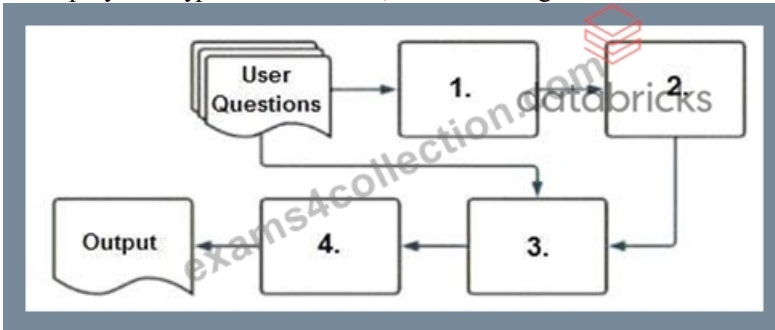 User
Questions
1.
2.
databricks
exams4collection.com
Output
4.
3.